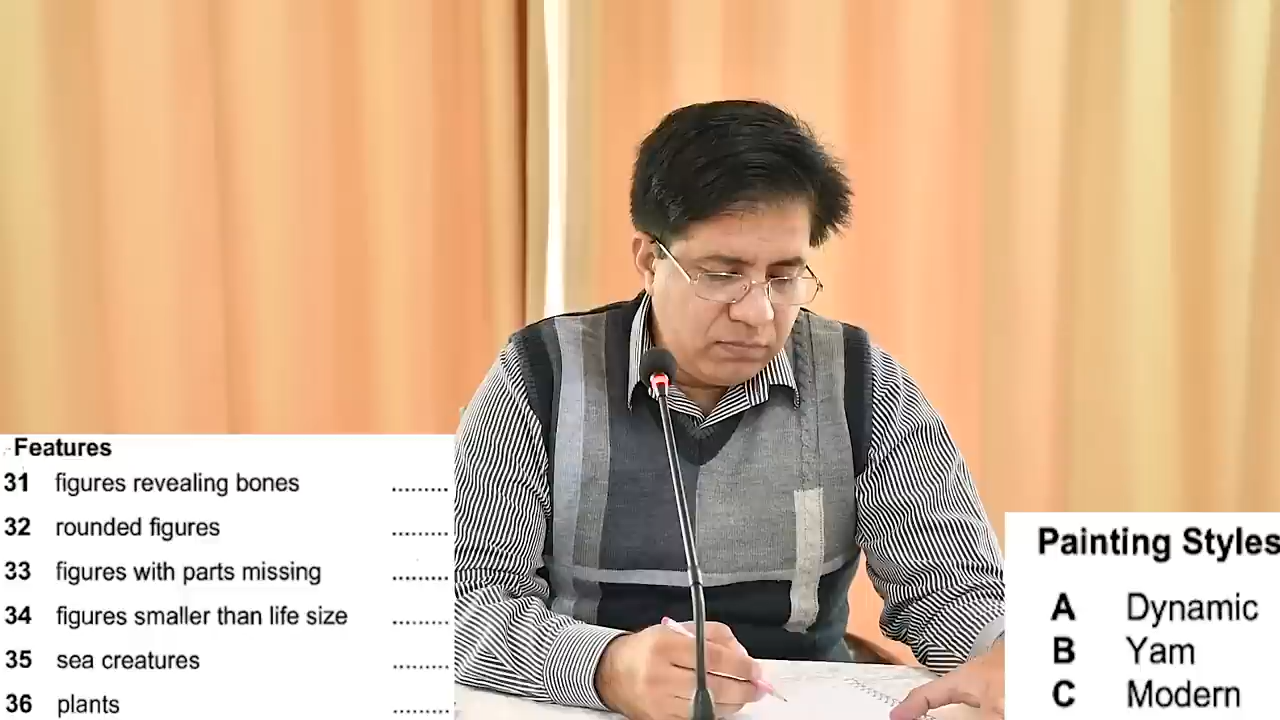 Features
31 figures revealing bones .........
32 rounded figures .........
33 figures with parts missing .........
34 figures smaller than life size .........
35 sea creatures .........
36 plants .........
Painting Styles
A Dynamic
B Yam
C Modern